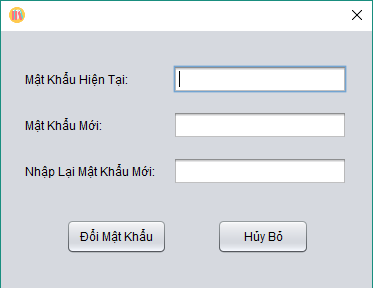 Mật Khẩu Hiện Tại:
Mật Khẩu Mới:
Nhập Lại Mật Khẩu Mới:
Đổi Mật Khẩu
Hủy Bỏ